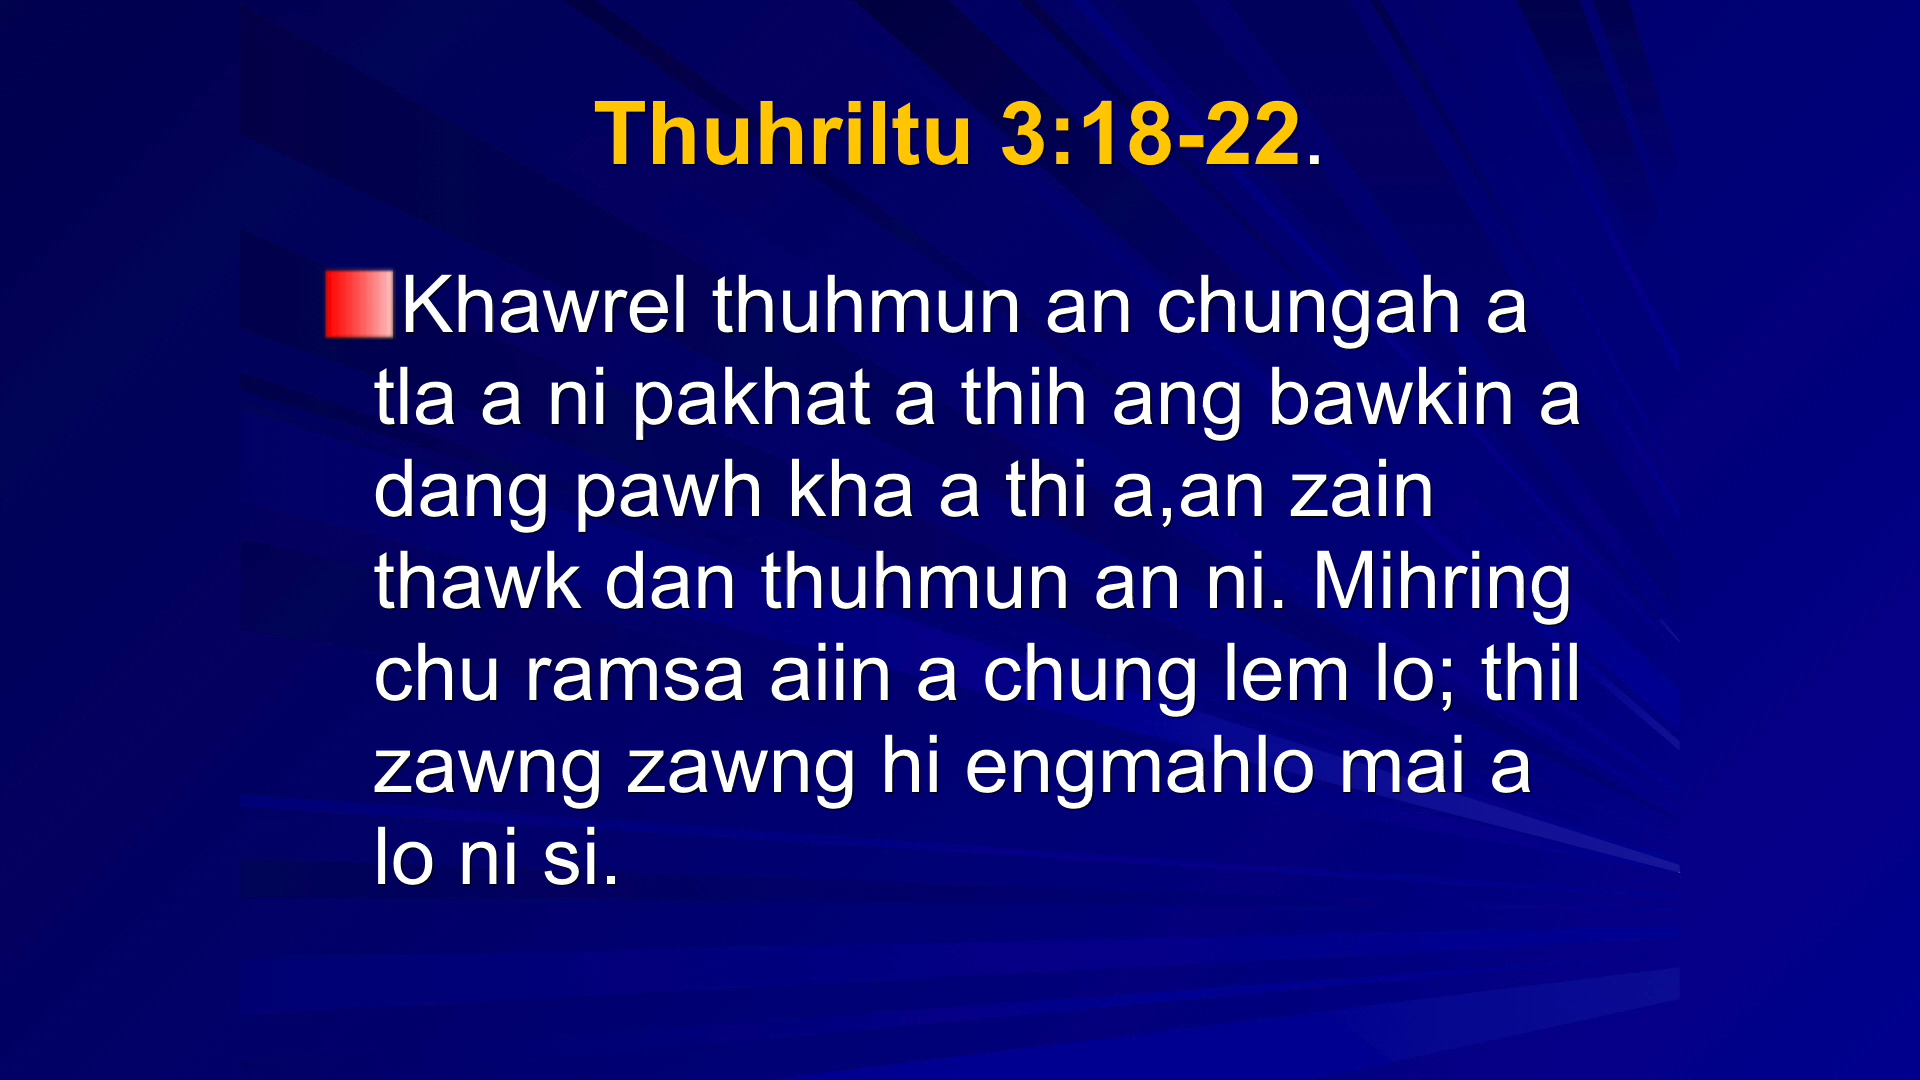 Thuhriltu 3:18-22.
Khawrel thuhmun an chungah a
tla a ni pakhat a thih ang bawkin a
dang pawh kha a thi a,an zain
thawk dan thuhmun an ni. Mihring
chu ramsa aiin a chung lem lo; thil
zawng zawng hi engmahlo mai a
lo ni si.